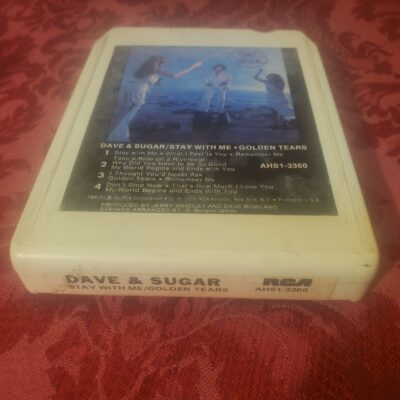 DAVE & SUGAR
DAVE & SUGAR/STAY WITH ME • GOLDEN TEARS
AHS1-3360
1 Stay with Me • What I Feel Is You • Remember Me
Take a Ride on a Riverboat
2 Why Did You Have to Be So Good
My World Begins and Ends with You
3 I Thought You'd Never Ask
Golden Tears • Remember Me
4 Don't Stop Now • That's How Much I Love You
My World Begins and Ends With You
PRODUCED BY JERRY BRADLEY AND DAVE ROWLAND
STRINGS ARRANGED BY D. Bergen White
DAVE & SUGAR RCA
STAY WITH ME/GOLDEN TEARS AHS1-3360